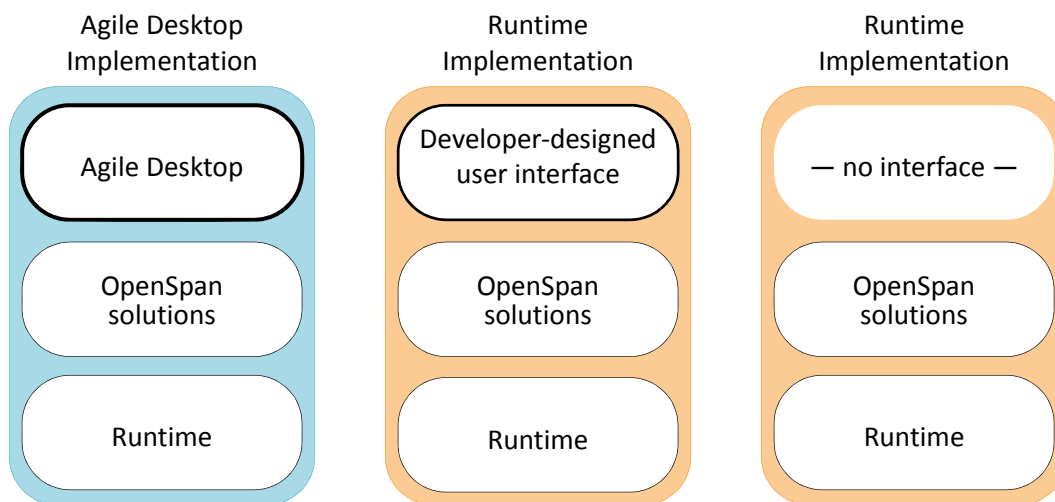 Agile Desktop
Implementation
Runtime
Implementation
Runtime
Implementation
Agile Desktop
Developer-designed
user interface
— no interface —
OpenSpan
solutions
OpenSpan
solutions
OpenSpan
solutions
Runtime
Runtime
Runtime